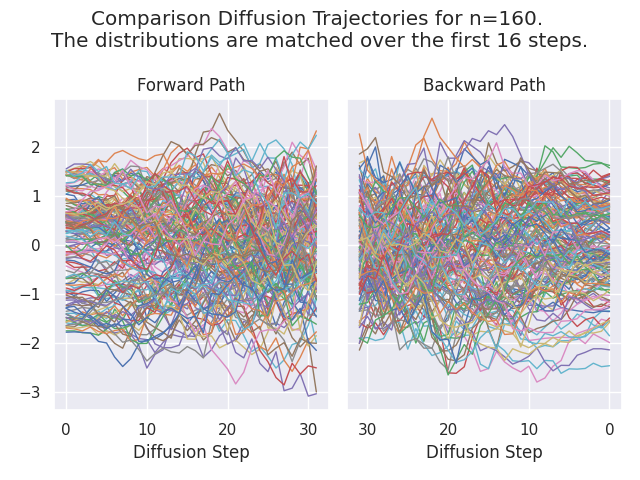 Comparison Diffusion Trajectories for n=160.
The distributions are matched over the first 16 steps.
Forward Path
Backward Path
2
1
0
−1
−2
−3
0 10 20 30
30 20 10 0
Diffusion Step
Diffusion Step